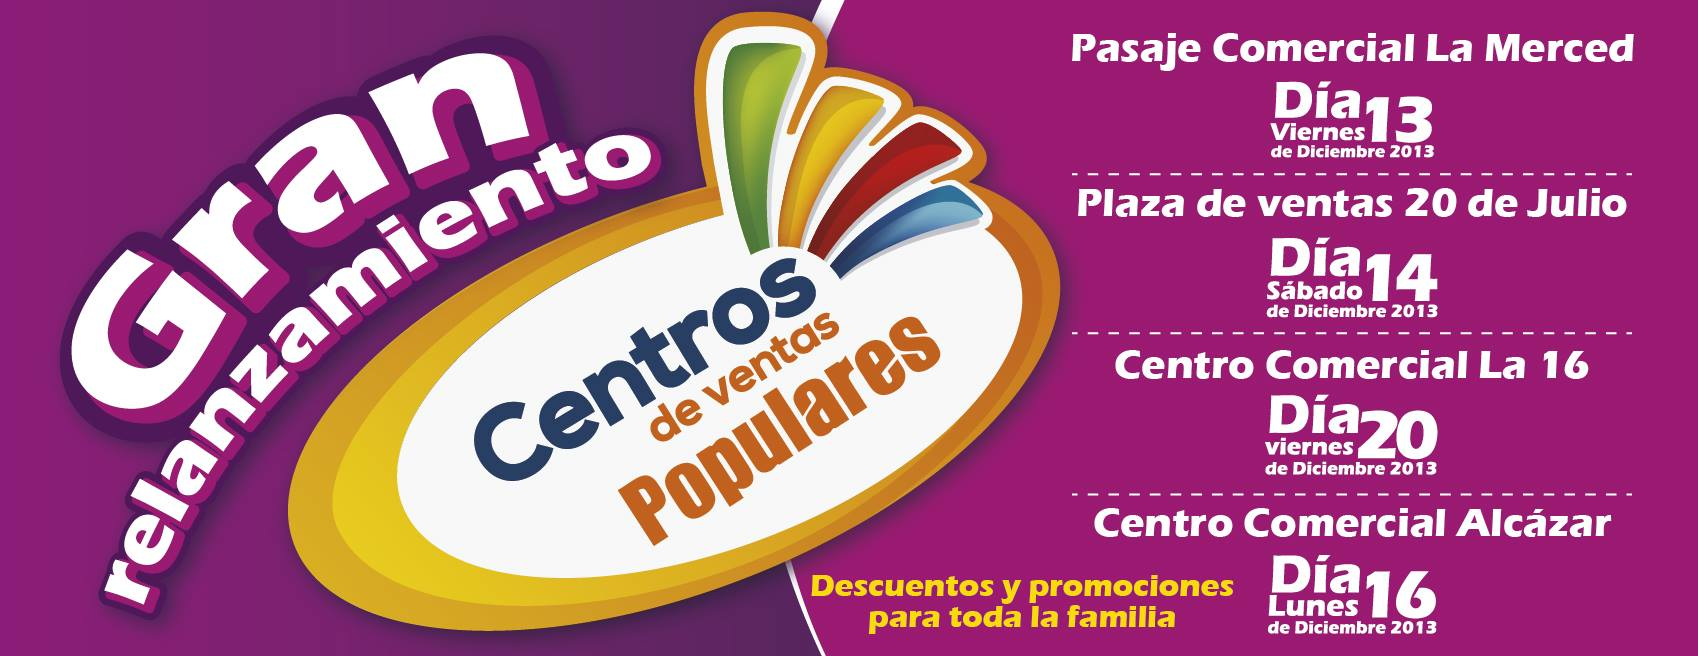 Gran
relanzamiento
Centros
de ventas
Populares
Descuentos y promociones
para toda la familia
Pasaje Comercial La Merced
Día
Viernes 13
de Diciembre 2013
Plaza de ventas 20 de Julio
Día
Sábado 14
de Diciembre 2013
Centro Comercial La 16
Día
viernes 20
de Diciembre 2013
Centro Comercial Alcázar
Día
Lunes 16
de Diciembre 2013